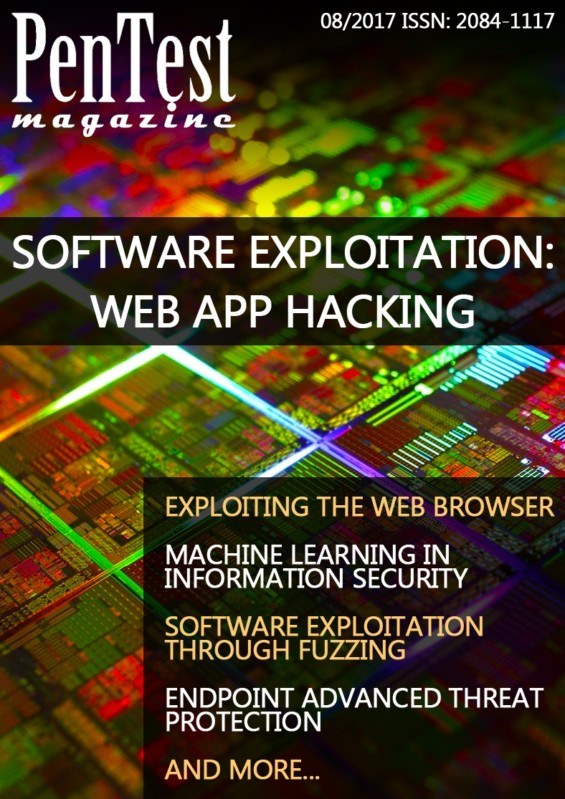 PenTest
magazine
08/2017 ISSN: 2084-1117
SOFTWARE EXPLOITATION:
WEB APP HACKING
EXPLOITING THE WEB BROWSER
MACHINE LEARNING IN
INFORMATION SECURITY
SOFTWARE EXPLOITATION
THROUGH FUZZING
ENDPOINT ADVANCED THREAT
PROTECTION
AND MORE...